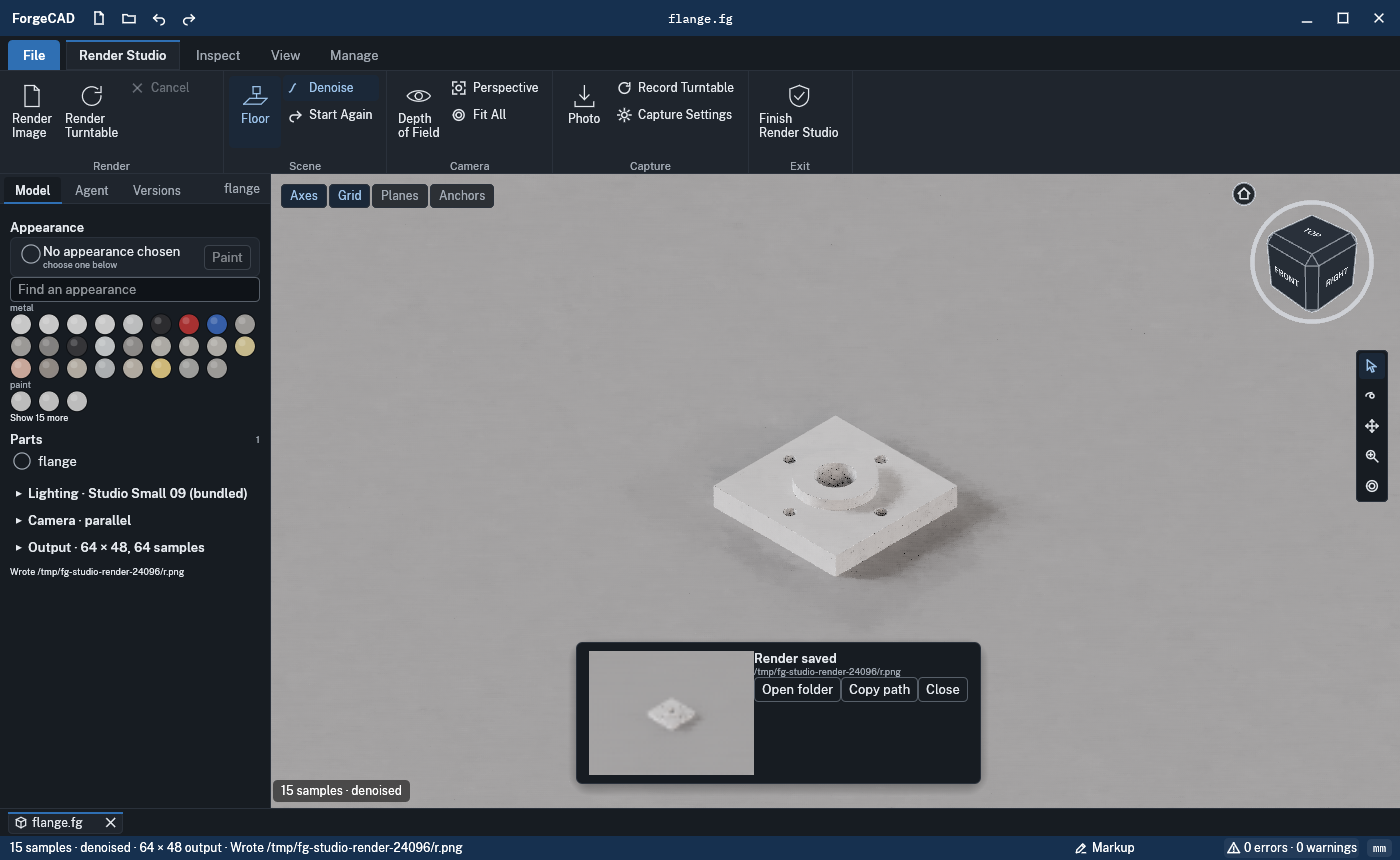 ForgeCAD
flange.fg
File
Render Studio
Inspect
View
Manage
Render
Image
Render
Turntable
Cancel
Render
Floor
Denoise
Start Again
Scene
Depth
of Field
Perspective
Fit All
Camera
Photo
Record Turntable
Capture Settings
Capture
Finish
Render Studio
Exit
Model
Agent
Versions
flange
Appearance
No appearance chosen
choose one below
Paint
Find an appearance
metal
paint
Show 15 more
Parts
1
flange
Lighting · Studio Small 09 (bundled)
Camera · parallel
Output · 64 × 48, 64 samples
Wrote /tmp/fg-studio-render-24096/r.png
Axes
Grid
Planes
Anchors
TOP
FRONT
RIGHT
Render saved
/tmp/fg-studio-render-24096/r.png
Open folder
Copy path
Close
15 samples · denoised
flange.fg
15 samples · denoised · 64 × 48 output · Wrote /tmp/fg-studio-render-24096/r.png
Markup
0 errors · 0 warnings
mm